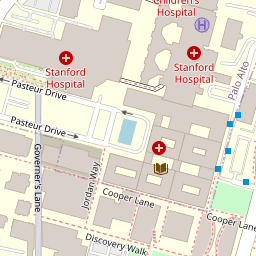 Children's
Hospital
H
Stanford
Hospital
Stanford
Hospital
Palo Alto
Pasteur Drive
Pasteur Drive
Governor's Lane
Jordan Way
Cooper Lane
Cooper Lane
Discovery Walk